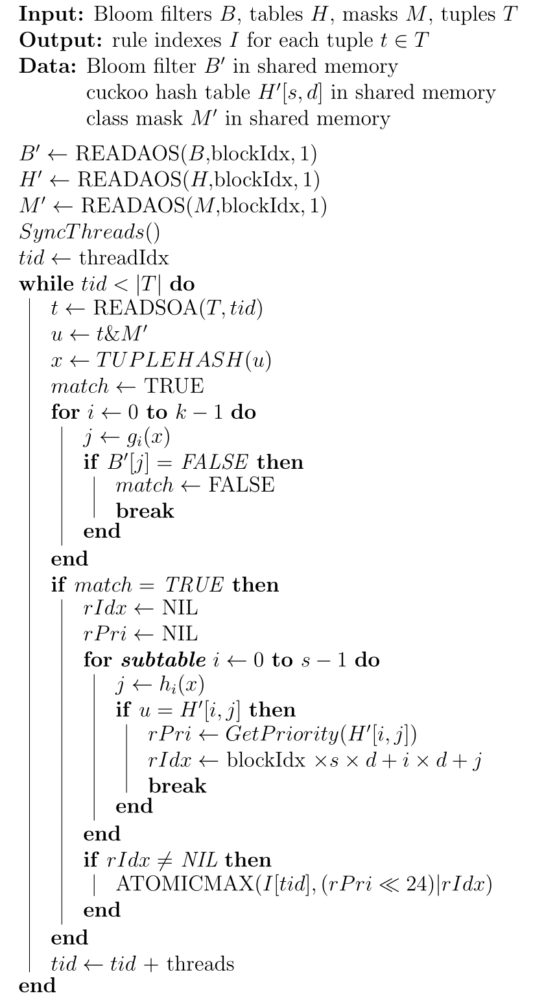 Input: Bloom filters B, tables H, masks M, tuples T
Output: rule indexes I for each tuple t ∈ T
Data: Bloom filter B′ in shared memory
cuckoo hash table H′[s, d] in shared memory
class mask M′ in shared memory
B′ ← READAOS(B,blockIdx, 1)
H′ ← READAOS(H,blockIdx, 1)
M′ ← READAOS(M,blockIdx, 1)
SyncThreads()
tid ← threadIdx
while tid < |T| do
t ← READSOA(T, tid)
u ← t&M′
x ← TUPLEHASH(u)
match ← TRUE
for i ← 0 to k − 1 do
j ← gᵢ(x)
if B′[j] = FALSE then
match ← FALSE
break
end
end
if match = TRUE then
rIdx ← NIL
rPri ← NIL
for subtable i ← 0 to s − 1 do
j ← hᵢ(x)
if u = H′[i, j] then
rPri ← GetPriority(H′[i, j])
rIdx ← blockIdx ×s × d + i × d + j
break
end
end
if rIdx ≠ NIL then
ATOMICMAX(I[tid], (rPri ≪ 24)|rIdx)
end
end
tid ← tid + threads
end